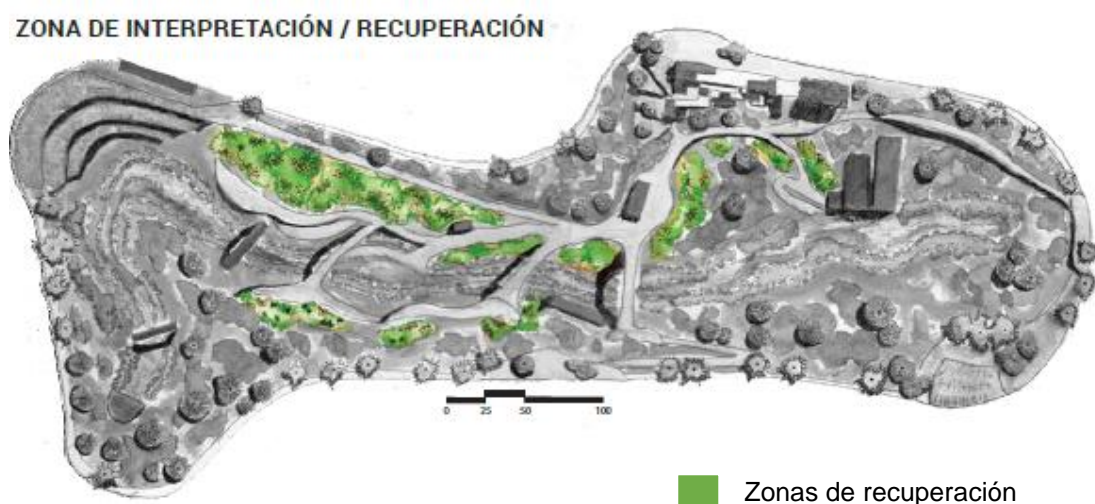 ZONA DE INTERPRETACIÓN / RECUPERACIÓN
0 25 50 100
Zonas de recuperación